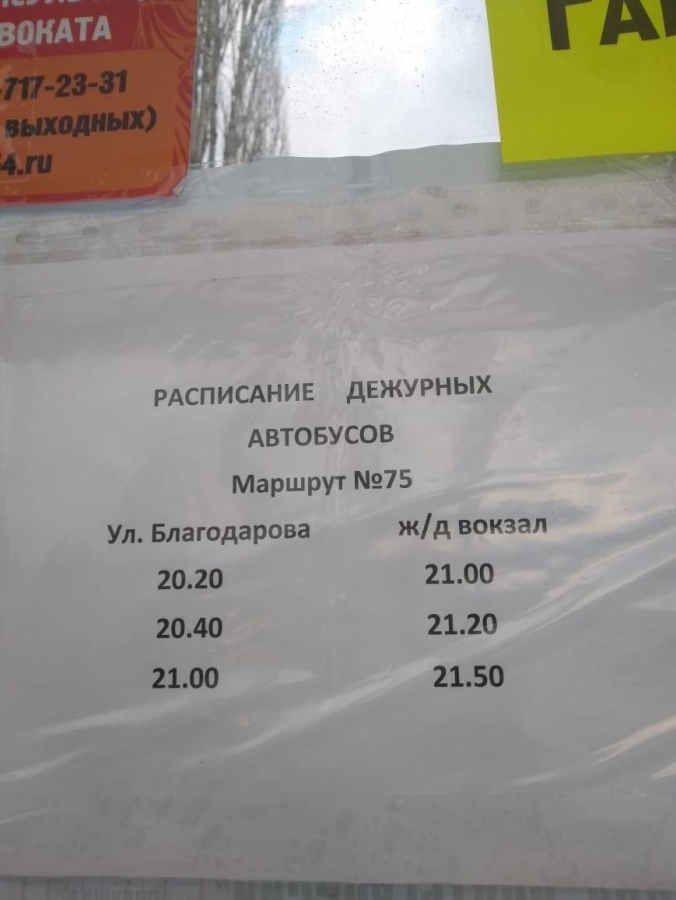 ВОКАТА
-717-23-31
выходных)
4.ru
РАСПИСАНИЕ ДЕЖУРНЫХ
АВТОБУСОВ
Маршрут №75
Ул. Благодарова ж/д вокзал
20.20 21.00
20.40 21.20
21.00 21.50